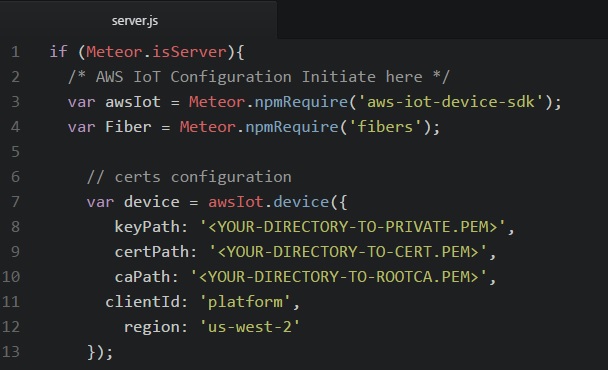 server.js
1 if (Meteor.isServer){
2 /* AWS IoT Configuration Initiate here */
3 var awsIot = Meteor.npmRequire('aws-iot-device-sdk');
4 var Fiber = Meteor.npmRequire('fibers');
5
6 // certs configuration
7 var device = awsIot.device({
8 keyPath: '<YOUR-DIRECTORY-TO-PRIVATE.PEM>',
9 certPath: '<YOUR-DIRECTORY-TO-CERT.PEM>',
10 caPath: '<YOUR-DIRECTORY-TO-ROOTCA.PEM>',
11 clientId: 'platform',
12 region: 'us-west-2'
13 });